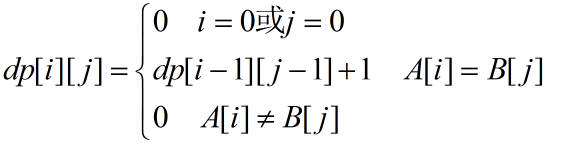 0 i = 0或j = 0
dp[i][j] = { dp[i − 1][j − 1] + 1 A[i] = B[j]
0 A[i] ≠ B[j]